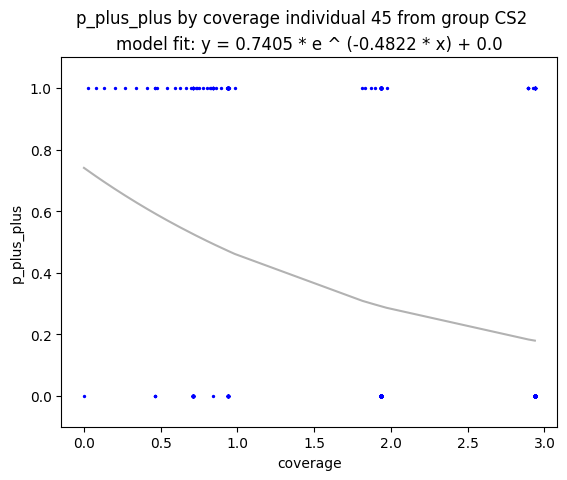 p_plus_plus by coverage individual 45 from group CS2
model fit: y = 0.7405 * e ^ (-0.4822 * x) + 0.0
1.0
0.8
0.6
0.4
0.2
0.0
p_plus_plus
0.0 0.5 1.0 1.5 2.0 2.5 3.0
coverage